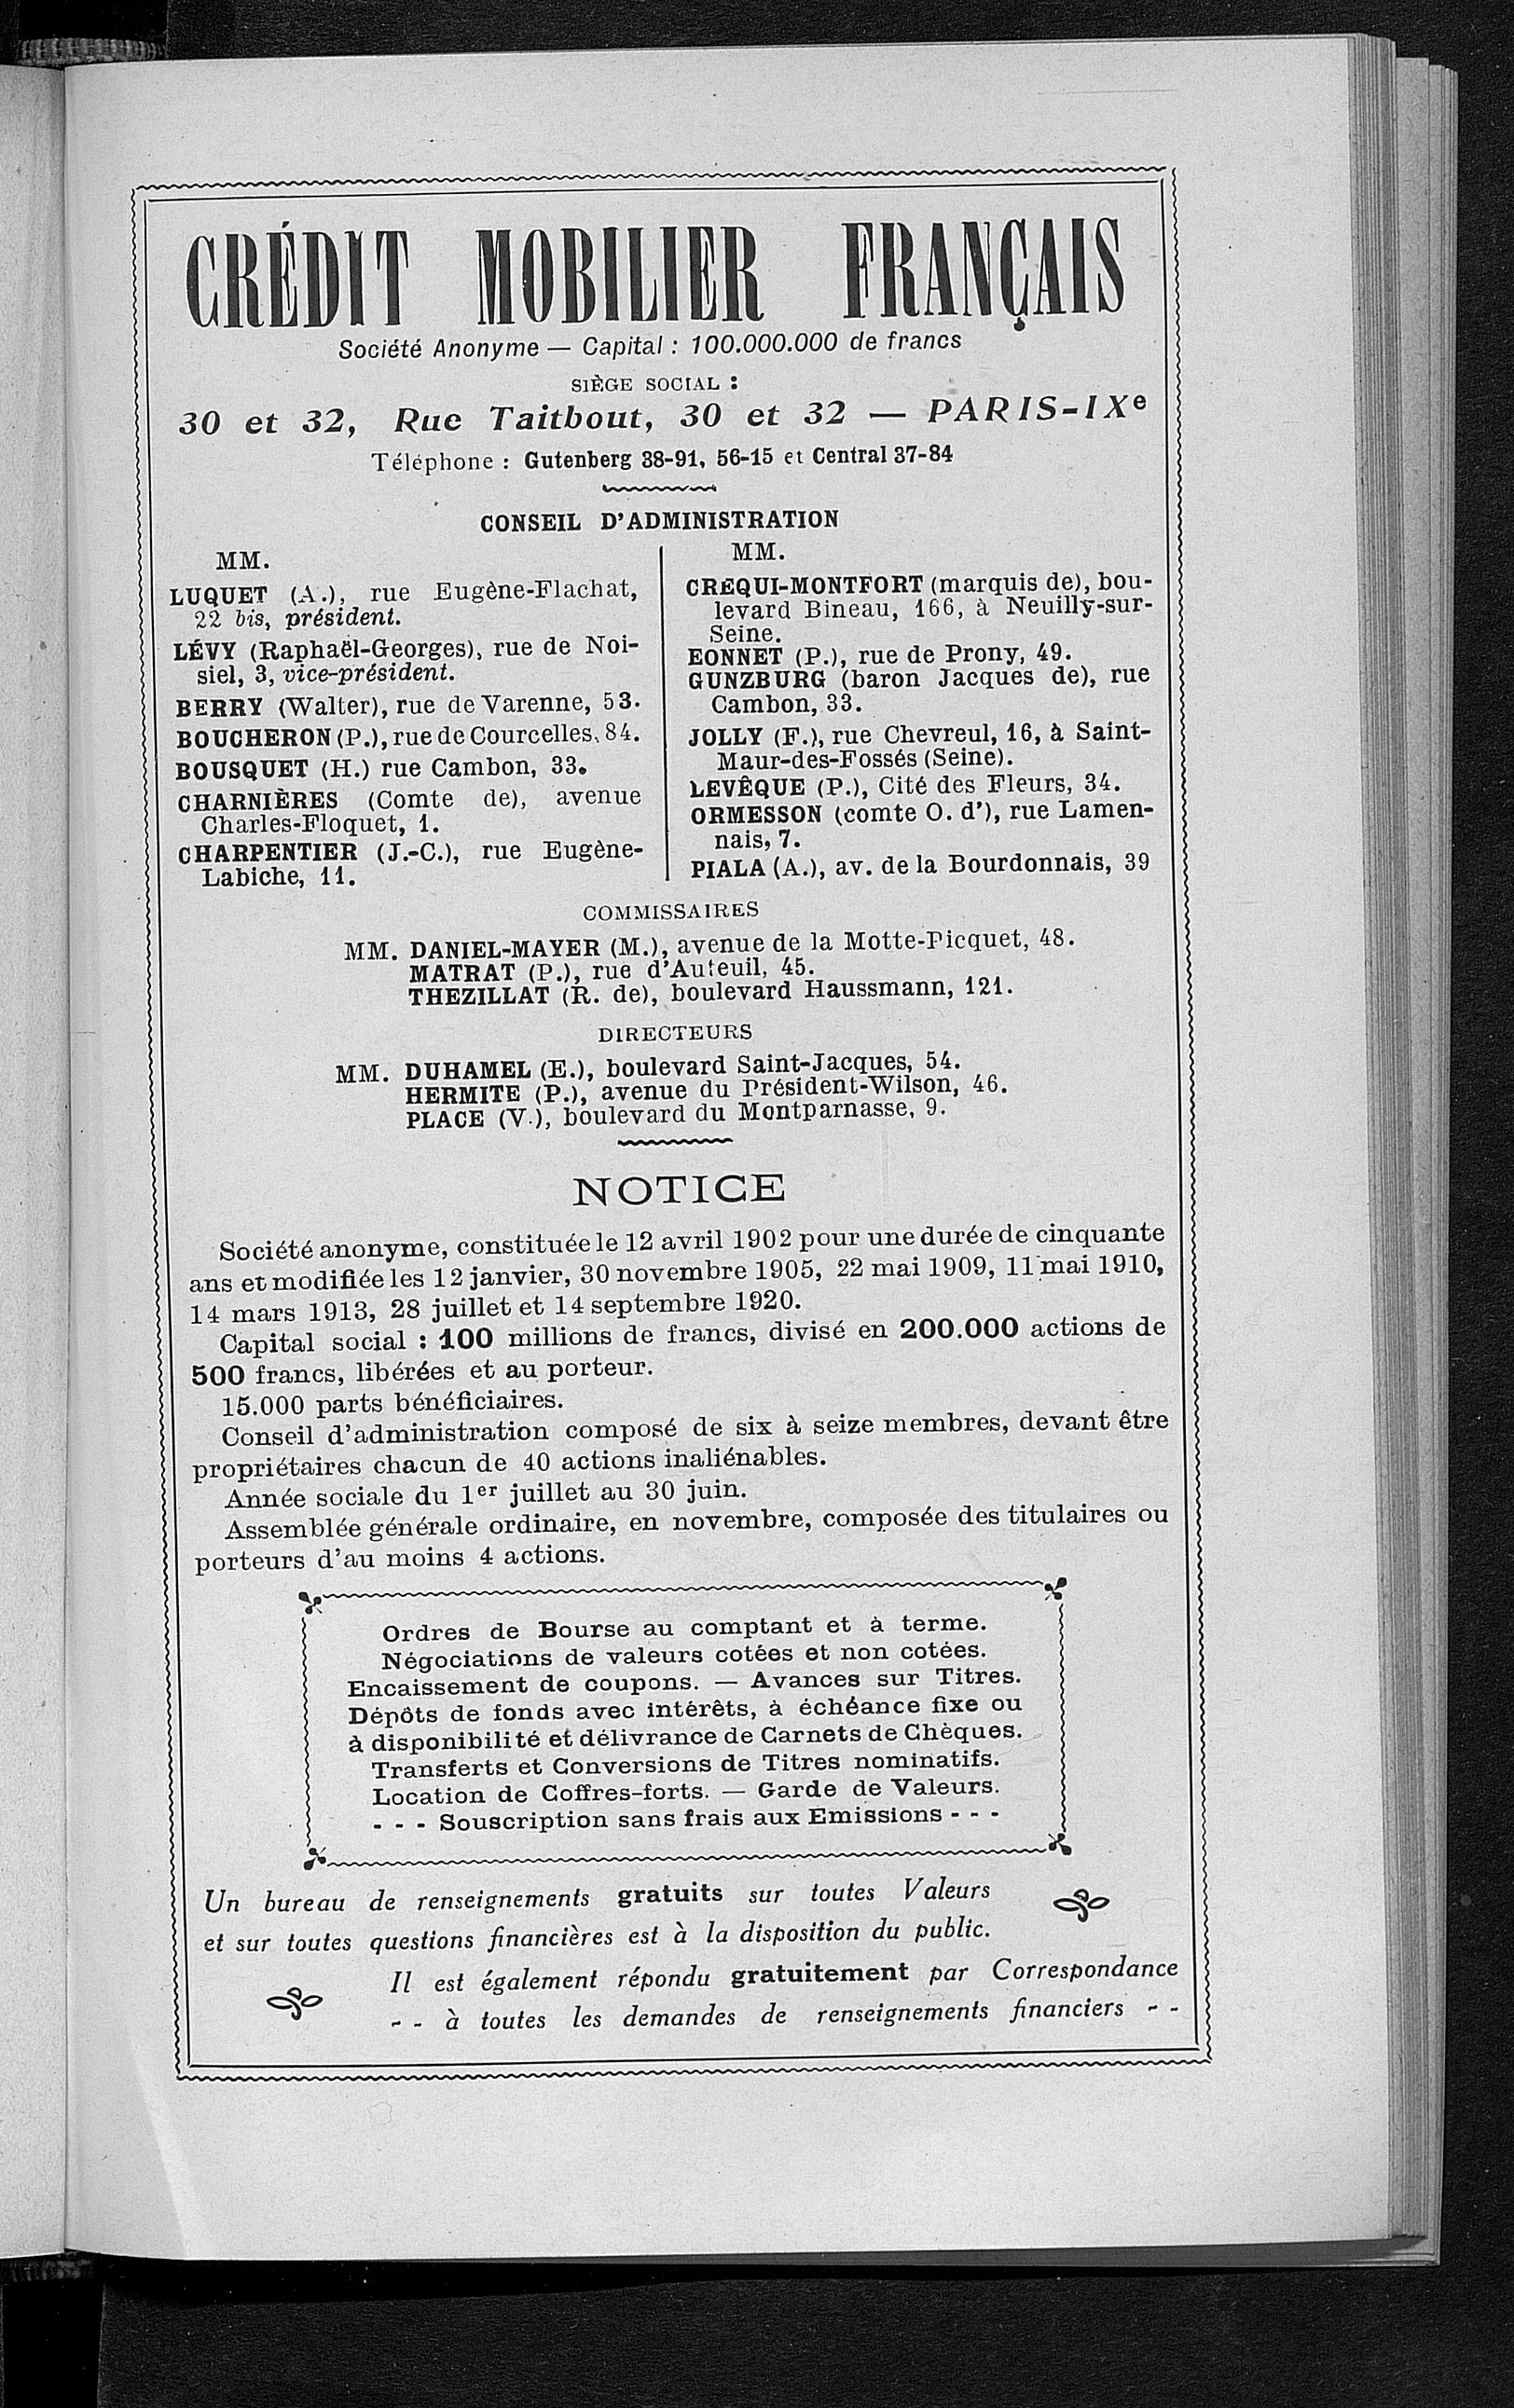 CRÉDIT MOBILIER FRANÇAIS
Société Anonyme — Capital : 100.000.000 de francs
SIÈGE SOCIAL :
30 et 32, Rue Taitbout, 30 et 32 — PARIS-IXe
Téléphone : Gutenberg 38-91, 56-15 et Central 37-84
CONSEIL D'ADMINISTRATION
MM.
LUQUET (A.), rue Eugène-Flachat,
22 bis, président.
LÉVY (Raphaël-Georges), rue de Noi-
siel, 3, vice-président.
BERRY (Walter), rue de Varenne, 53.
BOUCHERON (P.), rue de Courcelles, 84.
BOUSQUET (H.) rue Cambon, 33.
CHARNIÈRES (Comte de), avenue
Charles-Floquet, 1.
CHARPENTIER (J.-C.), rue Eugène-
Labiche, 11.
MM.
CREQUI-MONTFORT (marquis de), bou-
levard Bineau, 166, à Neuilly-sur-
Seine.
EONNET (P.), rue de Prony, 49.
GUNZBURG (baron Jacques de), rue
Cambon, 33.
JOLLY (F.), rue Chevreul, 16, à Saint-
Maur-des-Fossés (Seine).
LEVÊQUE (P.), Cité des Fleurs, 34.
ORMESSON (comte O. d'), rue Lamen-
nais, 7.
PIALA (A.), av. de la Bourdonnais, 39
COMMISSAIRES
MM. DANIEL-MAYER (M.), avenue de la Motte-Picquet, 48.
MATRAT (P.), rue d'Auteuil, 45.
THEZILLAT (R. de), boulevard Haussmann, 121.
DIRECTEURS
MM. DUHAMEL (E.), boulevard Saint-Jacques, 54.
HERMITE (P.), avenue du Président-Wilson, 46.
PLACE (V.), boulevard du Montparnasse, 9.
NOTICE
Société anonyme, constituée le 12 avril 1902 pour une durée de cinquante
ans et modifiée les 12 janvier, 30 novembre 1905, 22 mai 1909, 11 mai 1910,
14 mars 1913, 28 juillet et 14 septembre 1920.
Capital social : 100 millions de francs, divisé en 200.000 actions de
500 francs, libérées et au porteur.
15.000 parts bénéficiaires.
Conseil d'administration composé de six à seize membres, devant être
propriétaires chacun de 40 actions inaliénables.
Année sociale du 1er juillet au 30 juin.
Assemblée générale ordinaire, en novembre, composée des titulaires ou
porteurs d'au moins 4 actions.
Ordres de Bourse au comptant et à terme.
Négociations de valeurs cotées et non cotées.
Encaissement de coupons. — Avances sur Titres.
Dépôts de fonds avec intérêts, à échéance fixe ou
à disponibilité et délivrance de Carnets de Chèques.
Transferts et Conversions de Titres nominatifs.
Location de Coffres-forts. — Garde de Valeurs.
- - - Souscription sans frais aux Emissions - - -
Un bureau de renseignements gratuits sur toutes Valeurs
et sur toutes questions financières est à la disposition du public.
Il est également répondu gratuitement par Correspondance
- - à toutes les demandes de renseignements financiers - -